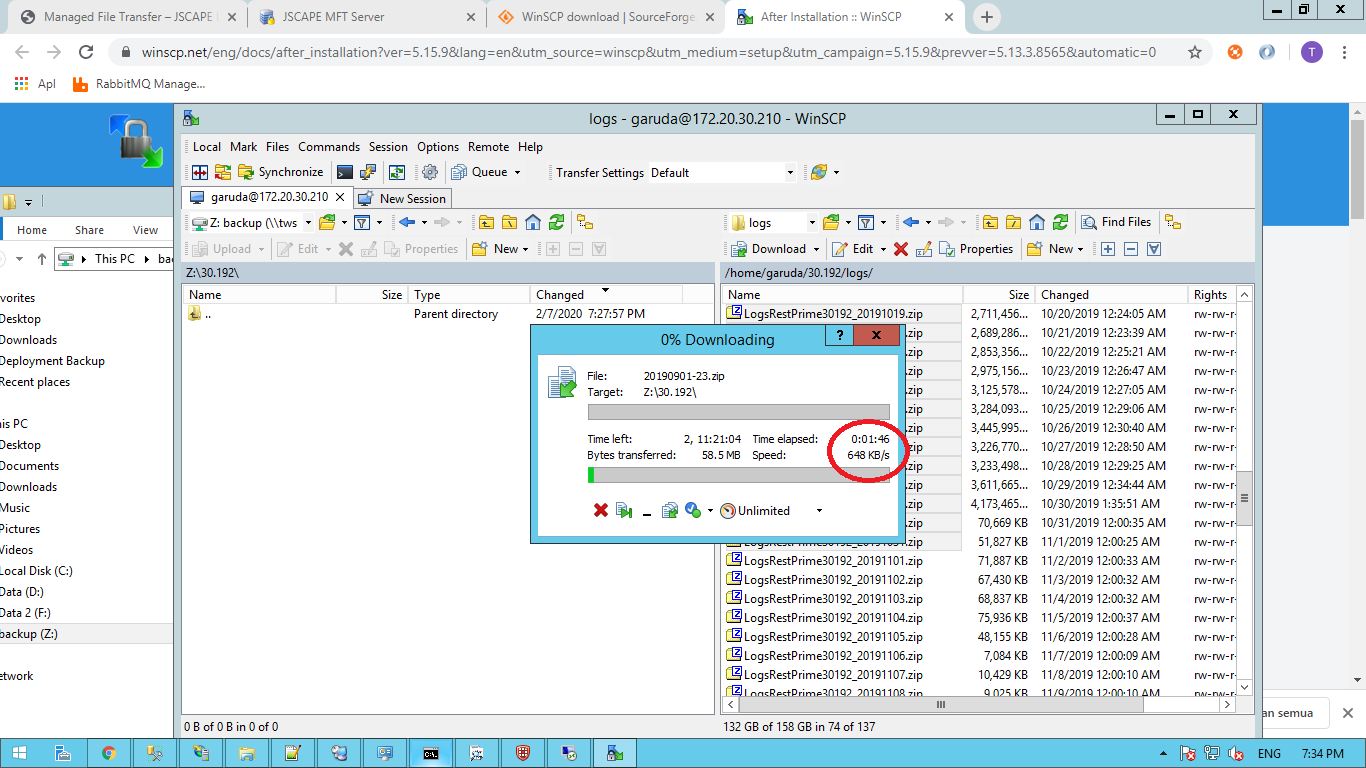 Managed File Transfer – JSCAPE
JSCAPE MFT Server
WinSCP download | SourceForge
After Installation :: WinSCP
winscp.net/eng/docs/after_installation?ver=5.15.9&lang=en&utm_source=winscp&utm_medium=setup&utm_campaign=5.15.9&prevver=5.13.3.8565&automatic=0
T
Apl
RabbitMQ Manage...
logs - garuda@172.20.30.210 - WinSCP
Local Mark Files Commands Session Options Remote Help
Synchronize
Queue
Transfer Settings Default
garuda@172.20.30.210
New Session
Z: backup (\\tws
logs
Find Files
Upload
Edit
Properties
New
Download
Edit
Properties
New
Z:\30.192\
/home/garuda/30.192/logs/
Name Size Type Changed
.. Parent directory 2/7/2020 7:27:57 PM
Name Size Changed Rights
LogsRestPrime30192_20191019.zip 2,711,456... 10/20/2019 12:24:05 AM rw-rw-r-
.zip 2,689,286... 10/21/2019 12:23:39 AM rw-rw-r-
.zip 2,853,356... 10/22/2019 12:25:21 AM rw-rw-r-
.zip 2,975,156... 10/23/2019 12:26:47 AM rw-rw-r-
.zip 3,125,578... 10/24/2019 12:27:05 AM rw-rw-r-
.zip 3,284,093... 10/25/2019 12:29:06 AM rw-rw-r-
.zip 3,445,995... 10/26/2019 12:30:40 AM rw-rw-r-
.zip 3,226,770... 10/27/2019 12:28:50 AM rw-rw-r-
.zip 3,233,498... 10/28/2019 12:29:25 AM rw-rw-r-
.zip 3,611,665... 10/29/2019 12:34:44 AM rw-rw-r-
.zip 4,173,465... 10/30/2019 1:35:51 AM rw-rw-r-
.zip 70,669 KB 10/31/2019 12:00:35 AM rw-rw-r-
LogsRestPrime30192_20191031.zip 51,827 KB 11/1/2019 12:00:25 AM rw-rw-r-
LogsRestPrime30192_20191101.zip 71,887 KB 11/2/2019 12:00:33 AM rw-rw-r-
LogsRestPrime30192_20191102.zip 67,430 KB 11/3/2019 12:00:32 AM rw-rw-r-
LogsRestPrime30192_20191103.zip 68,837 KB 11/4/2019 12:00:32 AM rw-rw-r-
LogsRestPrime30192_20191104.zip 75,936 KB 11/5/2019 12:00:37 AM rw-rw-r-
LogsRestPrime30192_20191105.zip 48,155 KB 11/6/2019 12:00:28 AM rw-rw-r-
LogsRestPrime30192_20191106.zip 7,084 KB 11/7/2019 12:00:09 AM rw-rw-r-
LogsRestPrime30192_20191107.zip 10,429 KB 11/8/2019 12:00:10 AM rw-rw-r-
LogsRestPrime30192_20191108.zip 9,025 KB 11/9/2019 12:00:10 AM rw-rw-r-
0% Downloading
?
File: 20190901-23.zip
Target: Z:\30.192\
Time left: 2, 11:21:04 Time elapsed: 0:01:46
Bytes transferred: 58.5 MB Speed: 648 KB/s
Unlimited
0 B of 0 B in 0 of 0
132 GB of 158 GB in 74 of 137
Home Share View
This PC
bac
avorites
Desktop
Downloads
Deployment Backup
Recent places
his PC
Desktop
Documents
Downloads
Music
Pictures
Videos
Local Disk (C:)
Data (D:)
Data 2 (F:)
backup (Z:)
etwork
an semua
ENG
7:34 PM